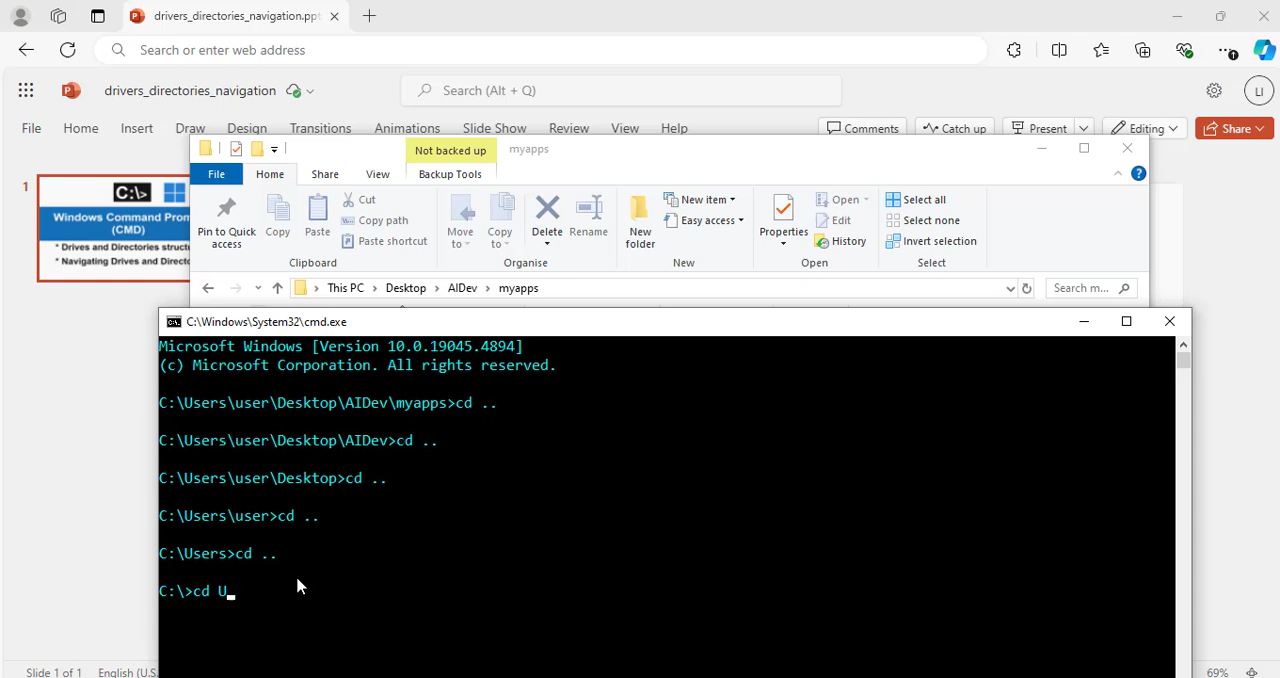 drivers_directories_navigation.ppt
Search or enter web address
drivers_directories_navigation
Search (Alt + Q)
LI
File Home Insert Draw Design Transitions Animations Slide Show Review View Help
Comments Catch up Present Editing Share
Not backed up myapps
File Home Share View Backup Tools
1
C:\>
Windows Command Prom
(CMD)
* Drives and Directories structu
* Navigating Drives and Directo
Pin to Quick access
Copy
Paste
Cut
Copy path
Paste shortcut
Clipboard
Move to
Copy to
Delete
Rename
Organise
New folder
New item
Easy access
New
Properties
Open
Edit
History
Open
Select all
Select none
Invert selection
Select
This PC > Desktop > AIDev > myapps
Search m...
C:\Windows\System32\cmd.exe
Microsoft Windows [Version 10.0.19045.4894]
(c) Microsoft Corporation. All rights reserved.
C:\Users\user\Desktop\AIDev\myapps>cd ..
C:\Users\user\Desktop\AIDev>cd ..
C:\Users\user\Desktop>cd ..
C:\Users\user>cd ..
C:\Users>cd ..
C:\>cd U_
Slide 1 of 1 English (U.S.
69%